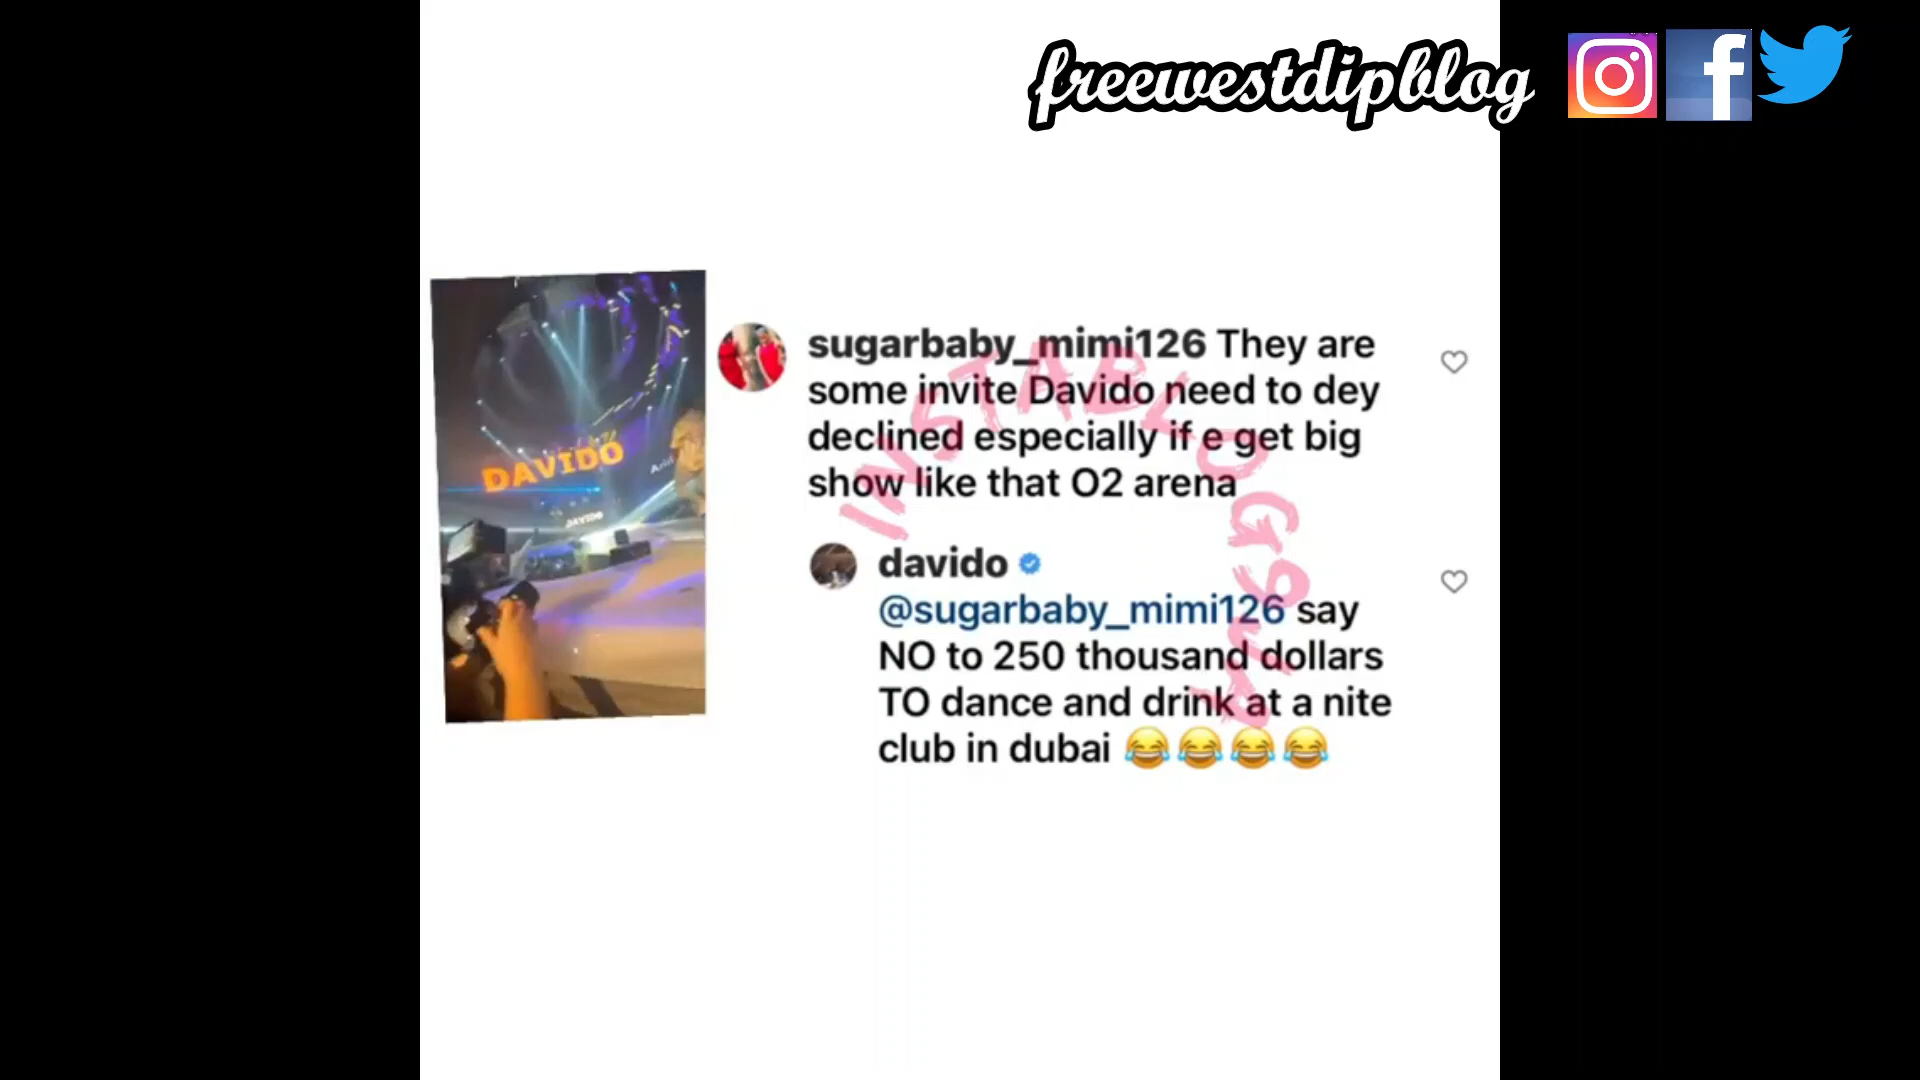 freewestdipblog
DAVIDO
DAVIDO
sugarbaby_mimi126 They are
some invite Davido need to dey
declined especially if e get big
show like that O2 arena
davido
@sugarbaby_mimi126 say
NO to 250 thousand dollars
TO dance and drink at a nite
club in dubai 😂😂😂😂
INSTABLOG9JA